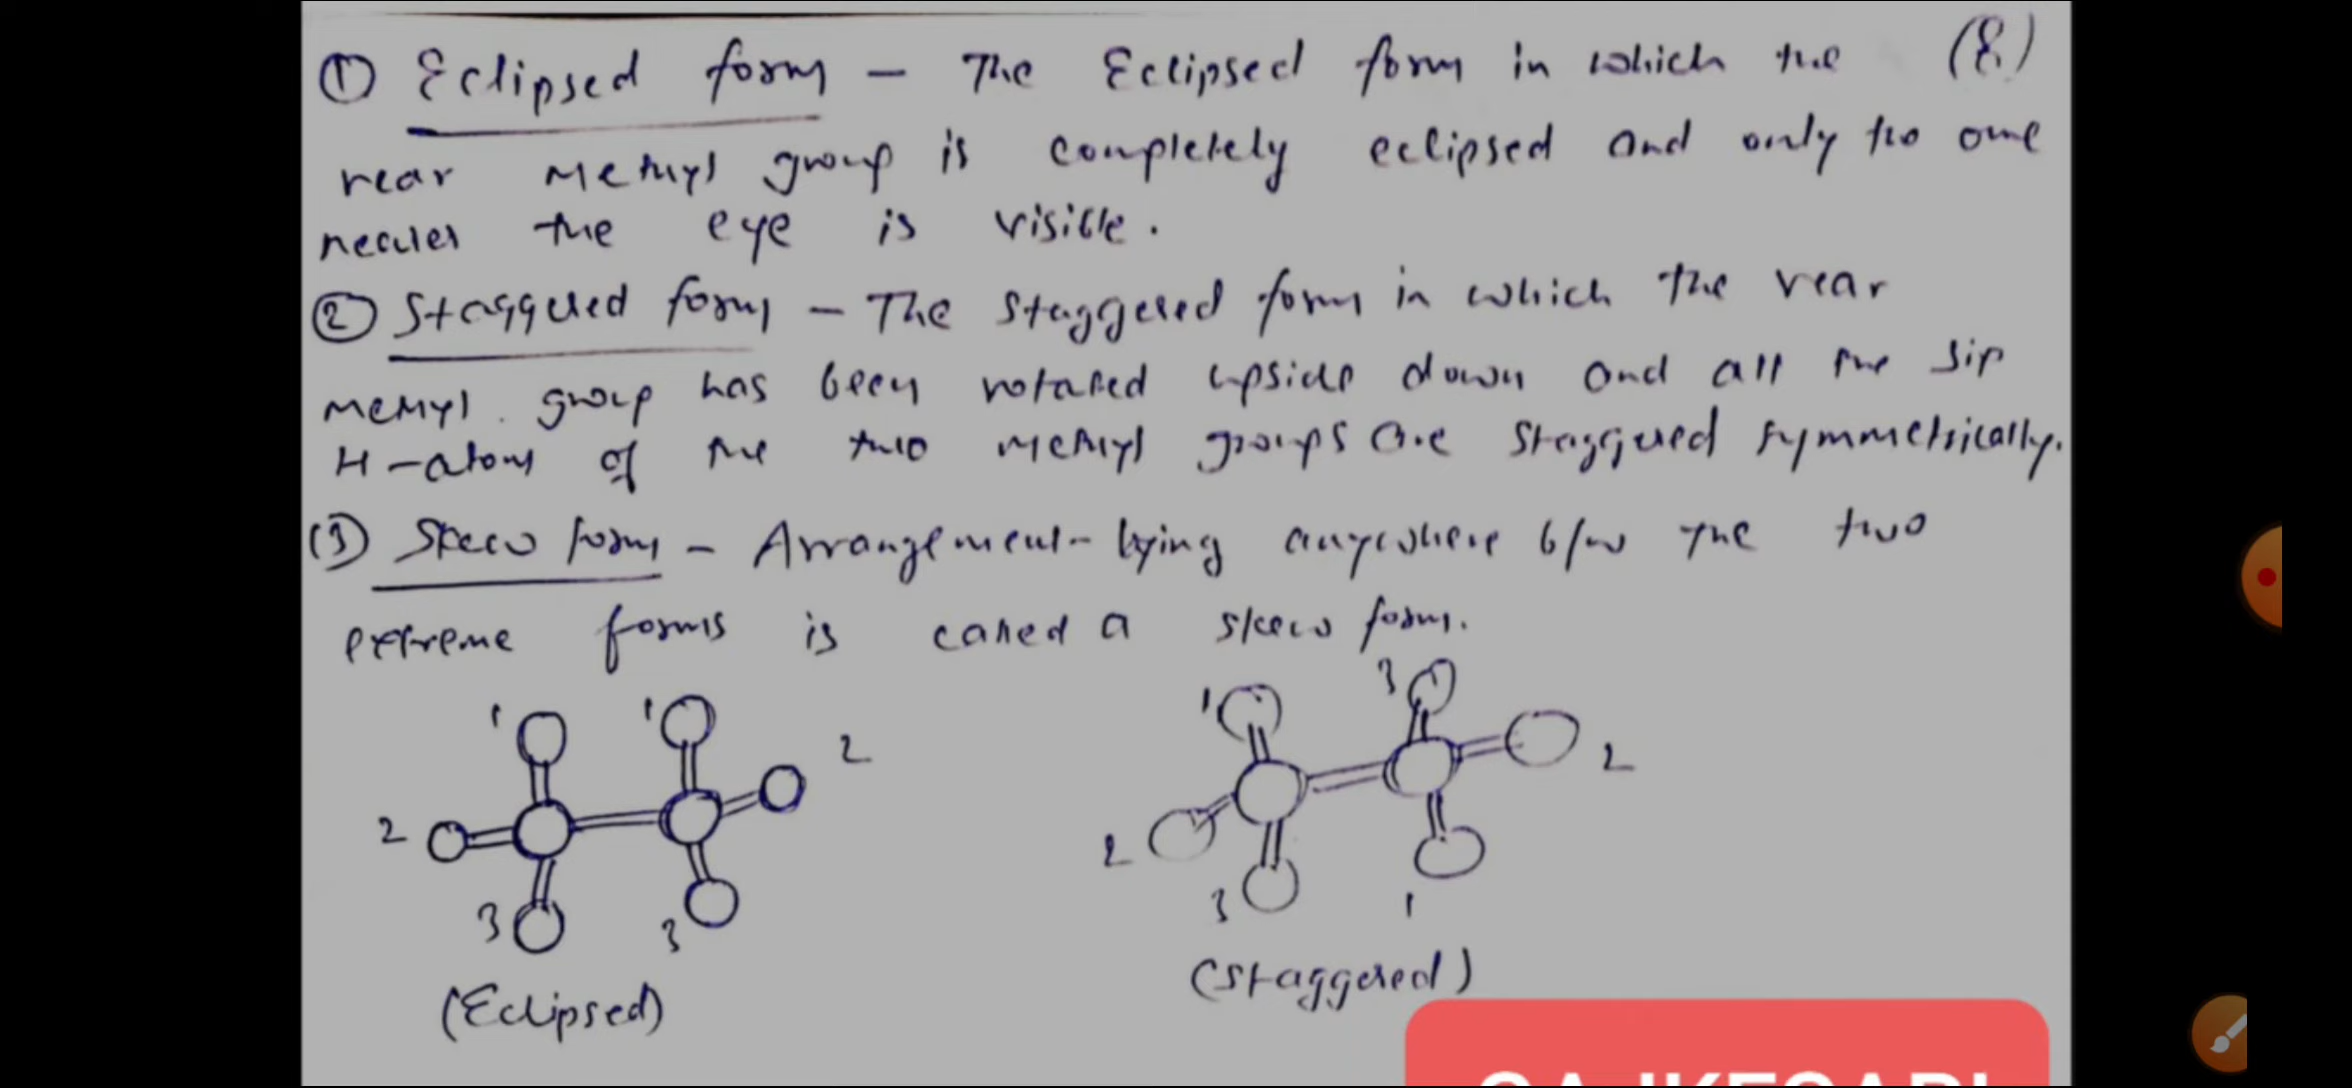 ① Eclipsed form - The Eclipsed form in which the (8)
rear Methyl group is completely eclipsed and only the one
nearer the eye is visible.
② Staggered form - The staggered form in which the rear
methyl group has been rotated upside down and all the six
H-atoms of the two methyl groups are staggered symmetrically.
(3) Skew form - Arrangement lying anywhere b/w the two
extreme forms is called a skew form.
1 1 2 2 3 3
1 3 2 2 3 1
(Eclipsed)
(Staggered)